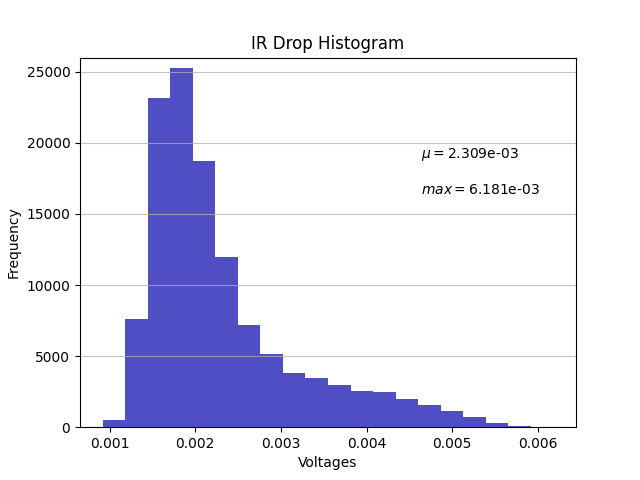 IR Drop Histogram
25000
20000
15000
10000
5000
0
Frequency
μ = 2.309e-03
max = 6.181e-03
0.001 0.002 0.003 0.004 0.005 0.006
Voltages